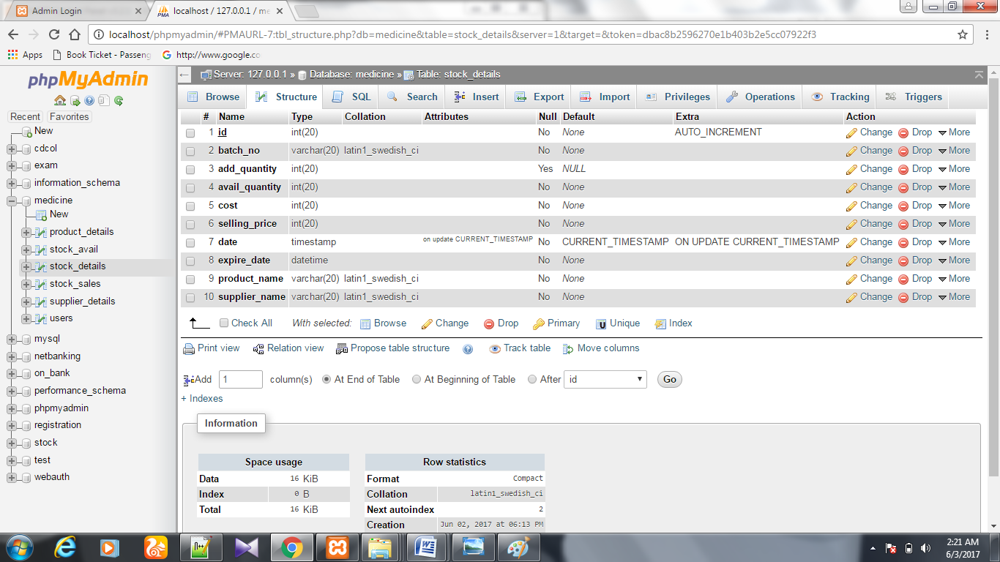 Admin Login
localhost / 127.0.0.1 / me
localhost/phpmyadmin/#PMAURL-7:tbl_structure.php?db=medicine&table=stock_details&server=1&target=&token=dbac8b2596270e1b403b2e5cc07922f3
Apps Book Ticket - Passeng http://www.google.co
phpMyAdmin
Recent Favorites
New
cdcol
exam
information_schema
medicine
New
product_details
stock_avail
stock_details
stock_sales
supplier_details
users
mysql
netbanking
on_bank
performance_schema
phpmyadmin
registration
stock
test
webauth
Server: 127.0.0.1 » Database: medicine » Table: stock_details
Browse Structure SQL Search Insert Export Import Privileges Operations Tracking Triggers
# Name Type Collation Attributes Null Default Extra Action
1 id int(20) No None AUTO_INCREMENT Change Drop More
2 batch_no varchar(20) latin1_swedish_ci No None Change Drop More
3 add_quantity int(20) Yes NULL Change Drop More
4 avail_quantity int(20) No None Change Drop More
5 cost int(20) No None Change Drop More
6 selling_price int(20) No None Change Drop More
7 date timestamp on update CURRENT_TIMESTAMP No CURRENT_TIMESTAMP ON UPDATE CURRENT_TIMESTAMP Change Drop More
8 expire_date datetime No None Change Drop More
9 product_name varchar(20) latin1_swedish_ci No None Change Drop More
10 supplier_name varchar(20) latin1_swedish_ci No None Change Drop More
Check All With selected: Browse Change Drop Primary Unique Index
Print view Relation view Propose table structure Track table Move columns
Add 1 column(s) At End of Table At Beginning of Table After id Go
+ Indexes
Information
Space usage
Data 16 KiB
Index 0 B
Total 16 KiB
Row statistics
Format Compact
Collation latin1_swedish_ci
Next autoindex 2
Creation Jun 02, 2017 at 06:13 PM
2:21 AM
6/3/2017